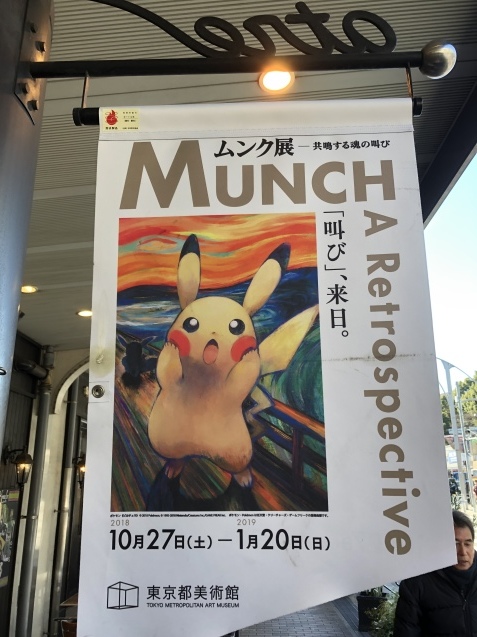 atré
ムンク展 — 共鳴する魂の叫び
MUNCH
A Retrospective
「叫び」、来日。
2018
2019
10月27日(土) — 1月20日(日)
東京都美術館
TOKYO METROPOLITAN ART MUSEUM